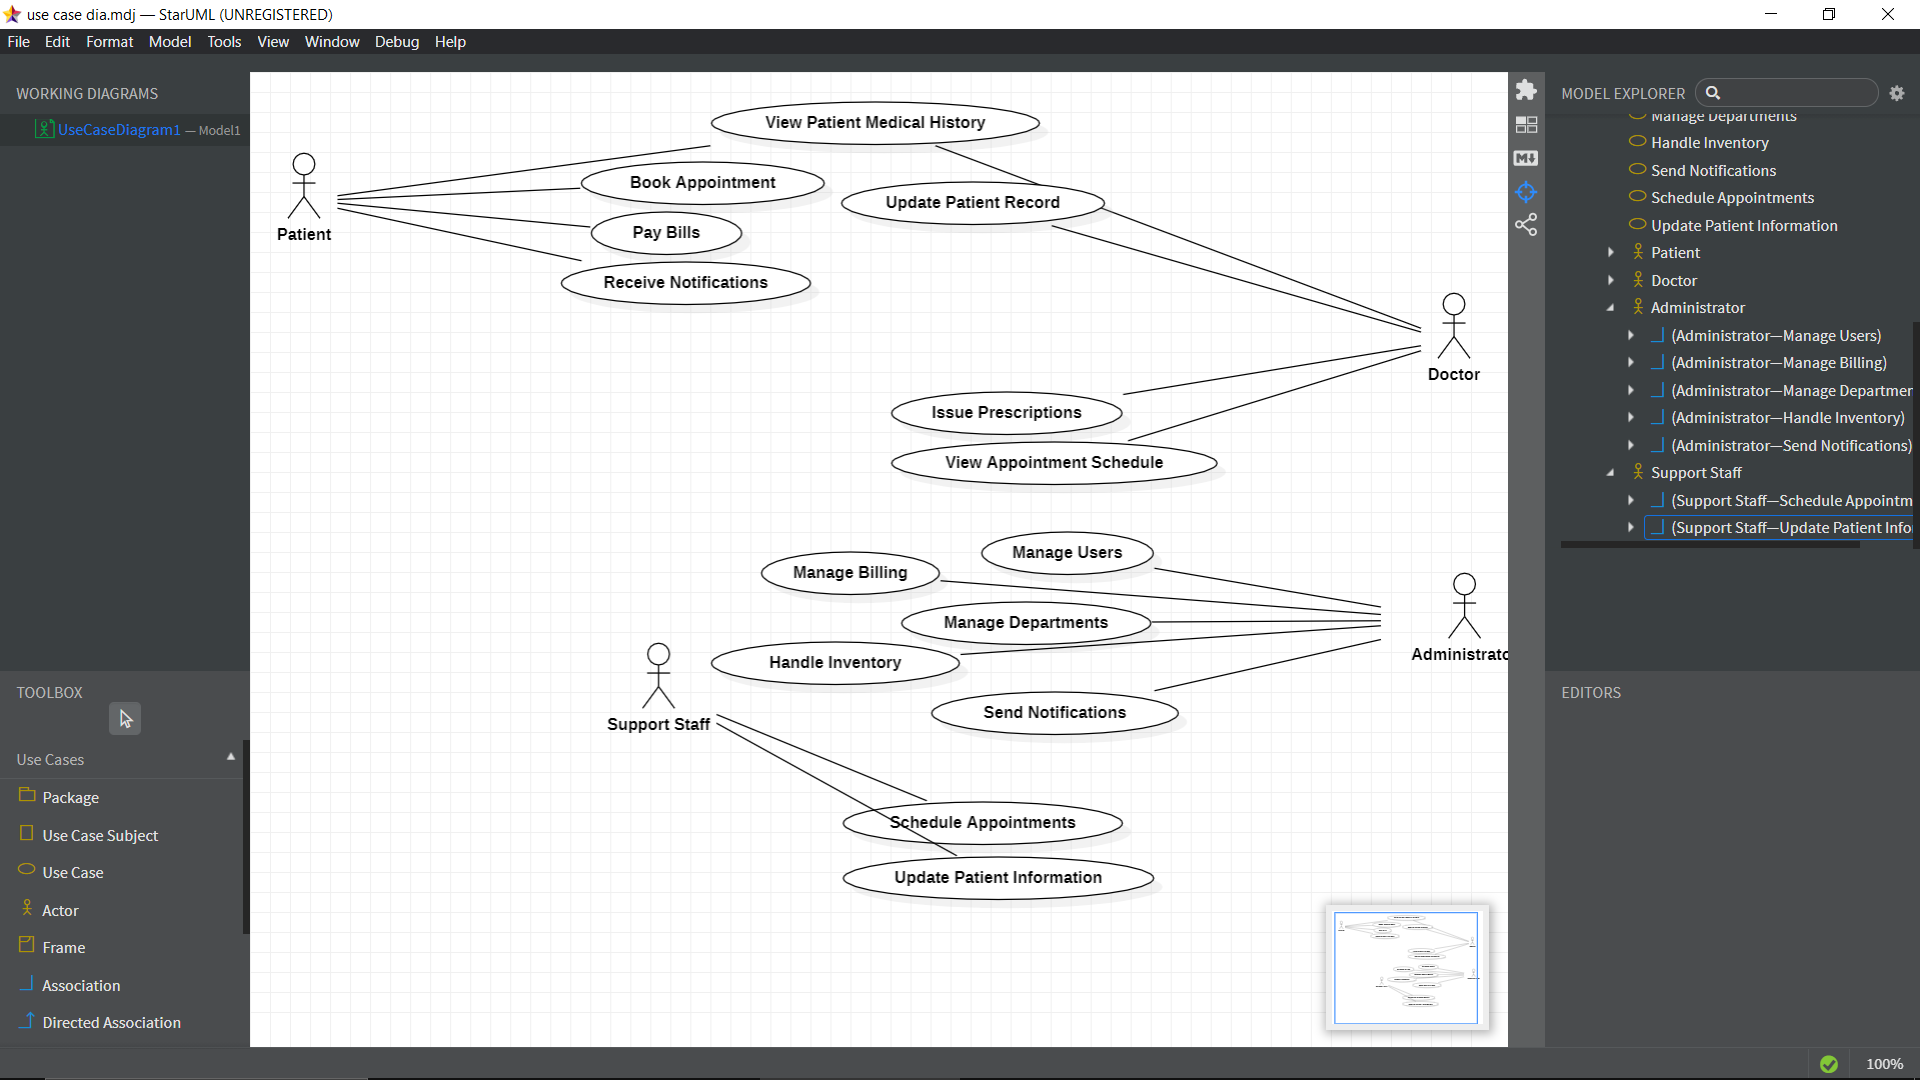 use case dia.mdj — StarUML (UNREGISTERED)
File Edit Format Model Tools View Window Debug Help
WORKING DIAGRAMS
UseCaseDiagram1 — Model1
TOOLBOX
Use Cases
Package
Use Case Subject
Use Case
Actor
Frame
Association
Directed Association
View Patient Medical History
Book Appointment
Update Patient Record
Patient
Pay Bills
Receive Notifications
Doctor
Issue Prescriptions
View Appointment Schedule
Manage Users
Manage Billing
Manage Departments
Administrato
Handle Inventory
Send Notifications
Support Staff
Schedule Appointments
Update Patient Information
M
MODEL EXPLORER
Manage Departments
Handle Inventory
Send Notifications
Schedule Appointments
Update Patient Information
Patient
Doctor
Administrator
(Administrator—Manage Users)
(Administrator—Manage Billing)
(Administrator—Manage Departmen
(Administrator—Handle Inventory)
(Administrator—Send Notifications)
Support Staff
(Support Staff—Schedule Appointm
(Support Staff—Update Patient Info
EDITORS
100%